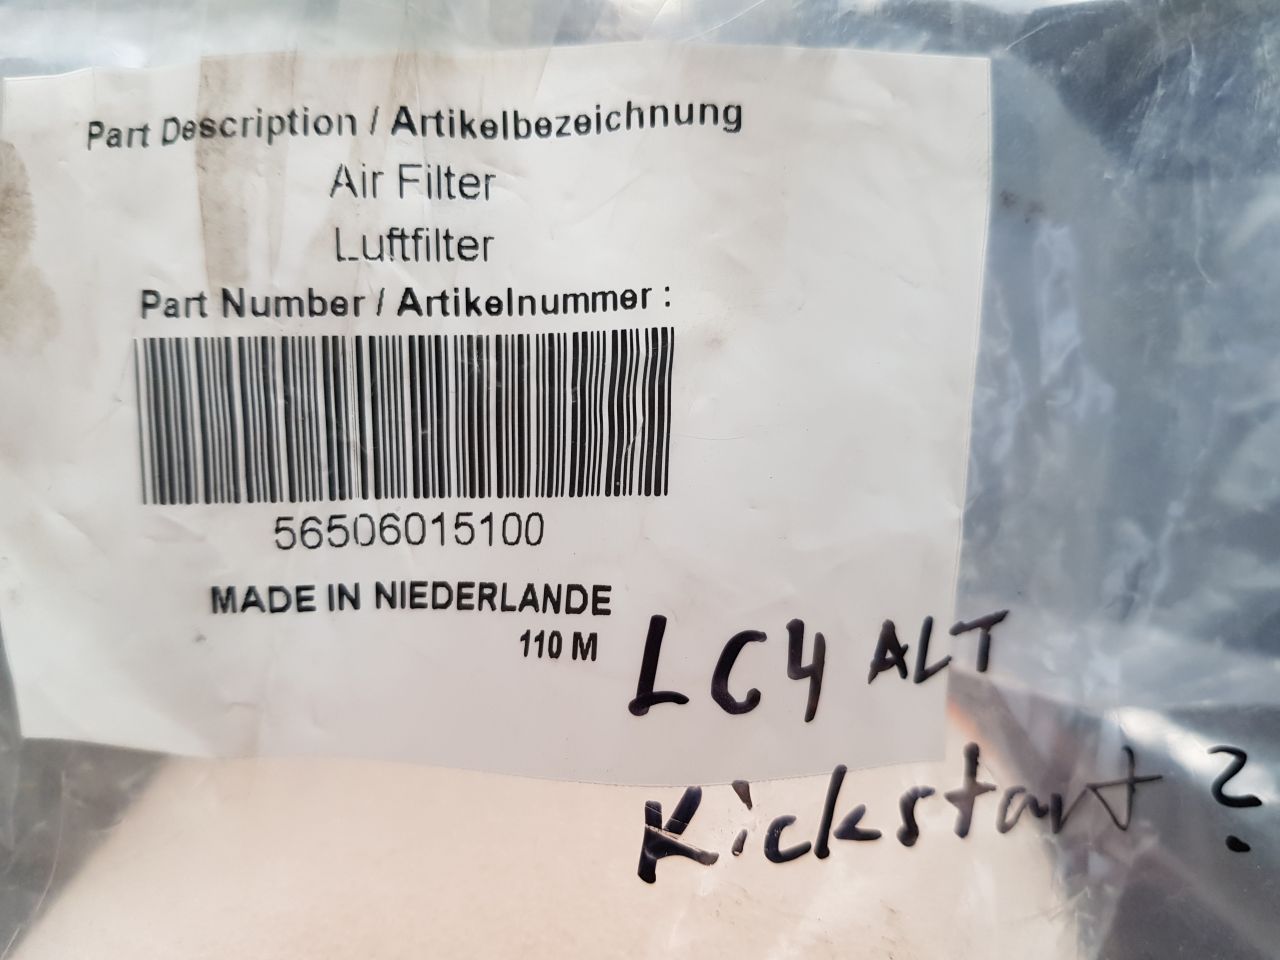 Part Description / Artikelbezeichnung
Air Filter
Luftfilter
Part Number / Artikelnummer :
56506015100
MADE IN NIEDERLANDE
110 M
LC4 ALT
Kickstart ?